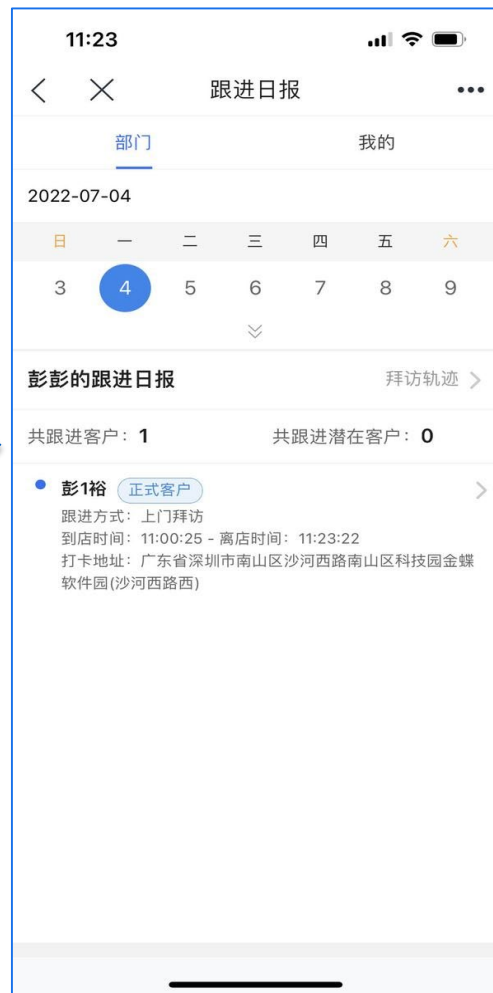 11:23
跟进日报
部门 我的
2022-07-04
日 一 二 三 四 五 六
3 4 5 6 7 8 9
彭彭的跟进日报 拜访轨迹
共跟进客户：1 共跟进潜在客户：0
彭1裕 正式客户
跟进方式：上门拜访
到店时间：11:00:25 - 离店时间：11:23:22
打卡地址：广东省深圳市南山区沙河西路南山区科技园金蝶
软件园(沙河西路西)